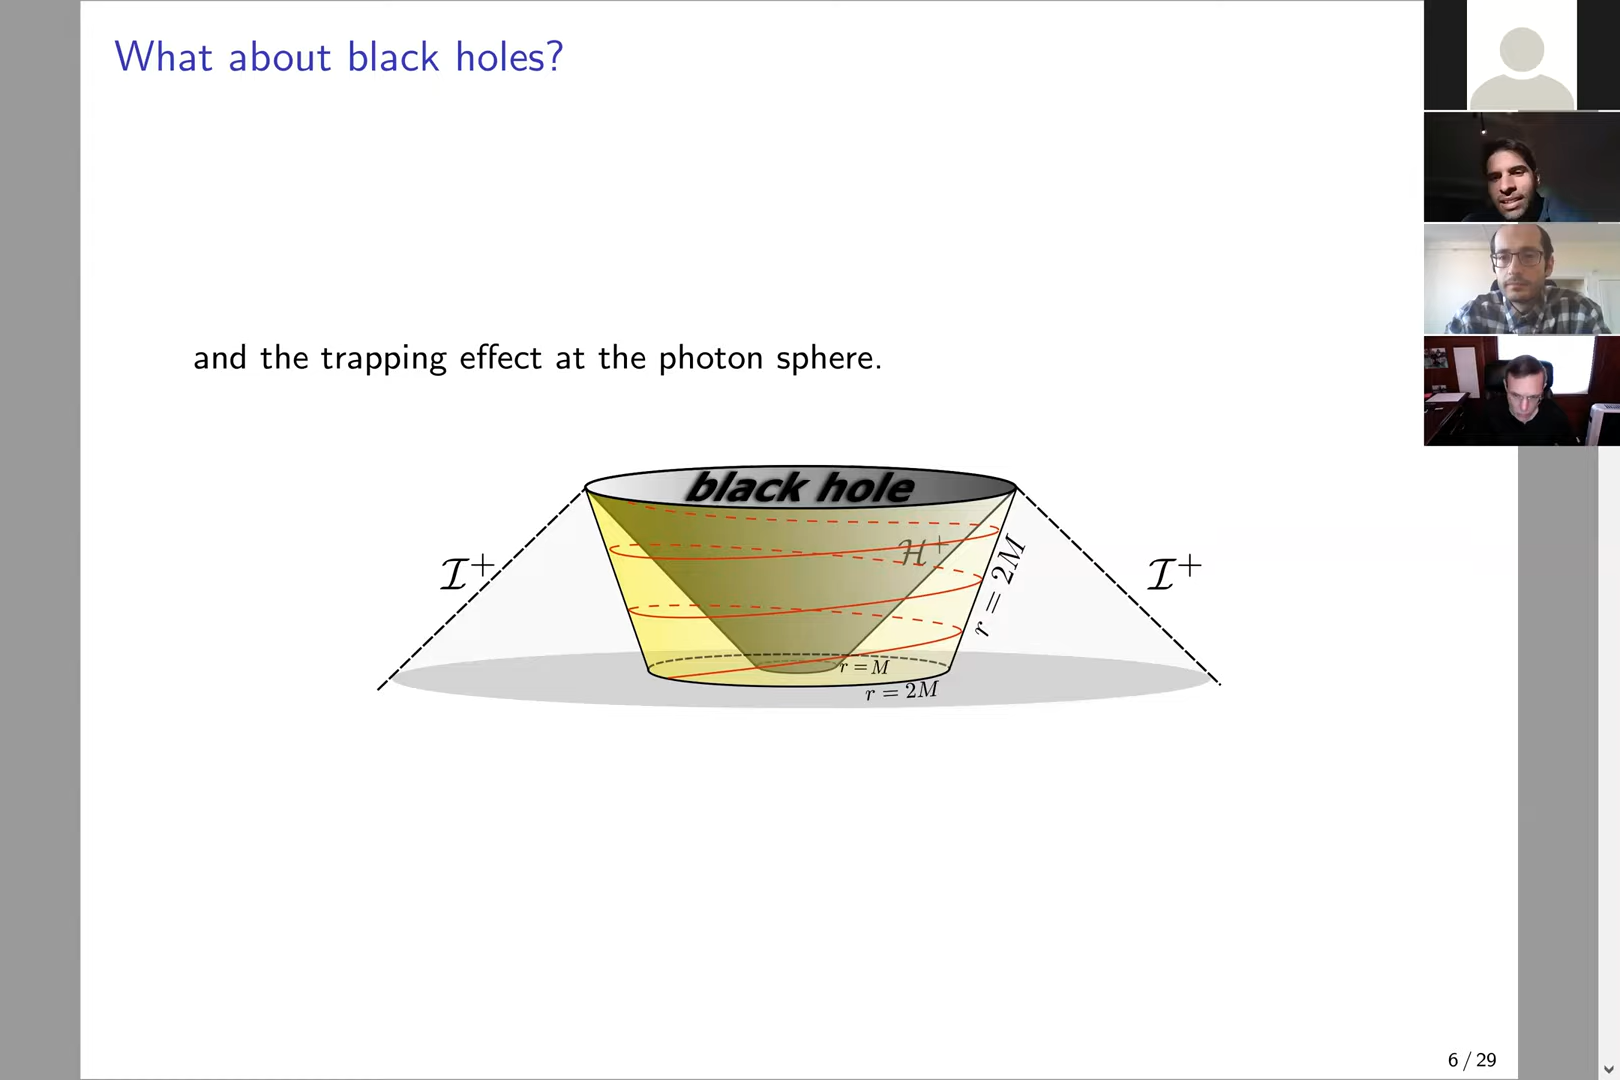 What about black holes?
and the trapping effect at the photon sphere.
black hole
𝓗⁺
𝓘⁺
𝓘⁺
r = 2M
r = M
r = 2M
6 / 29